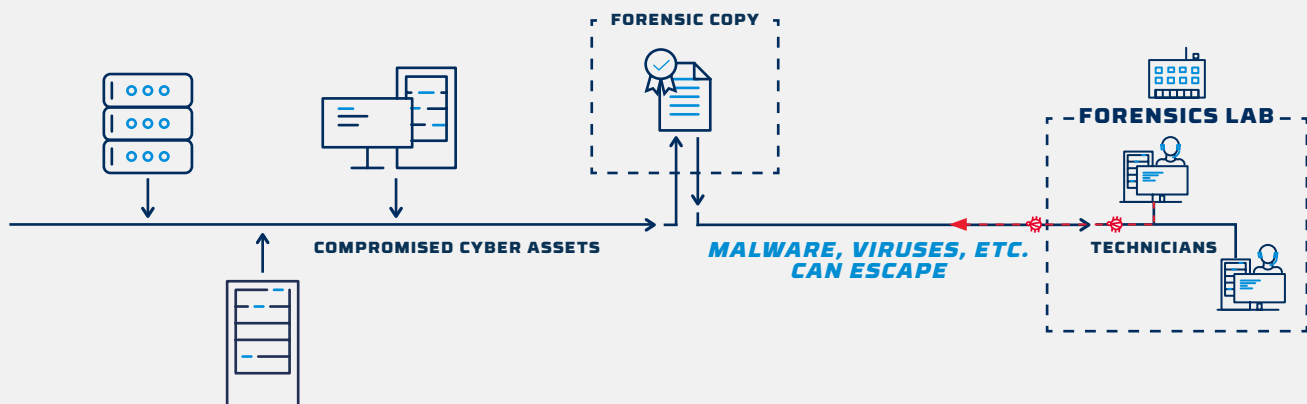 FORENSIC COPY
FORENSICS LAB
COMPROMISED CYBER ASSETS
MALWARE, VIRUSES, ETC.
CAN ESCAPE
TECHNICIANS